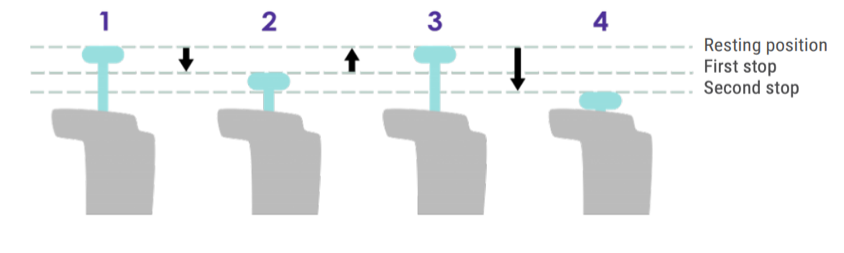 1 2 3 4
Resting position
First stop
Second stop